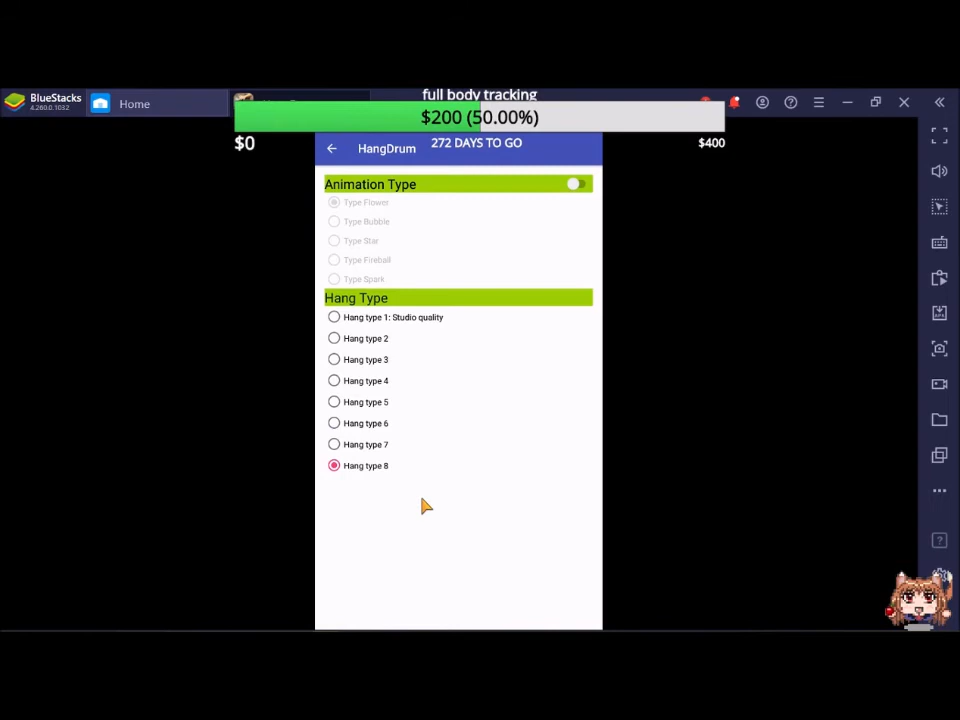 full body tracking
BlueStacks
4.260.0.1032
Home
$200 (50.00%)
$0
$400
272 DAYS TO GO
HangDrum
Animation Type
Type Flower
Type Bubble
Type Star
Type Fireball
Type Spark
Hang Type
Hang type 1: Studio quality
Hang type 2
Hang type 3
Hang type 4
Hang type 5
Hang type 6
Hang type 7
Hang type 8